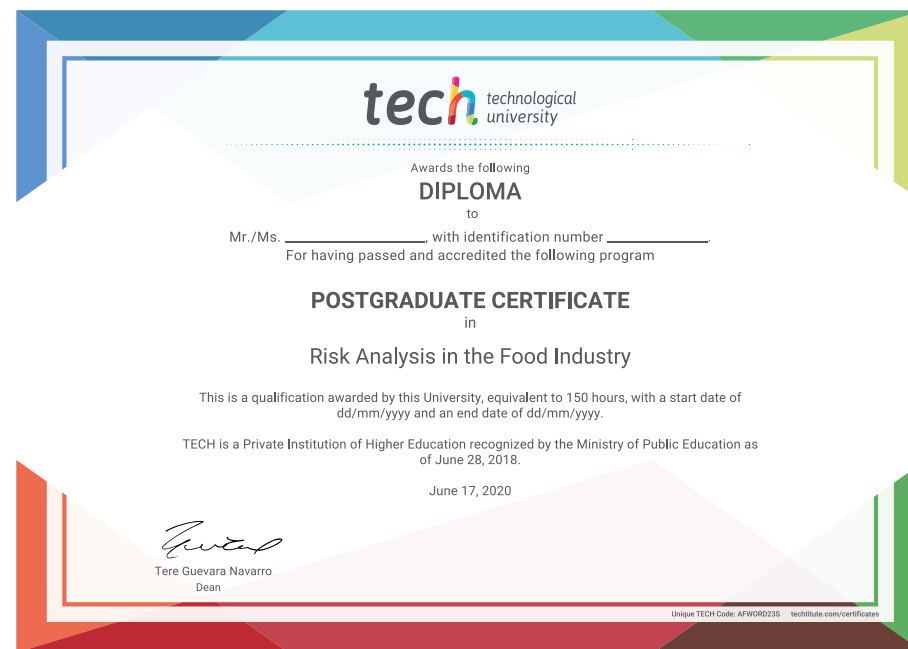 tech technological
university
Awards the following
DIPLOMA
to
Mr./Ms. ____________________, with identification number ______________.
For having passed and accredited the following program
POSTGRADUATE CERTIFICATE
in
Risk Analysis in the Food Industry
This is a qualification awarded by this University, equivalent to 150 hours, with a start date of
dd/mm/yyyy and an end date of dd/mm/yyyy.
TECH is a Private Institution of Higher Education recognized by the Ministry of Public Education as
of June 28, 2018.
June 17, 2020
Tere Guevara Navarro
Dean
Unique TECH Code: AFWORD23S techtitute.com/certificates